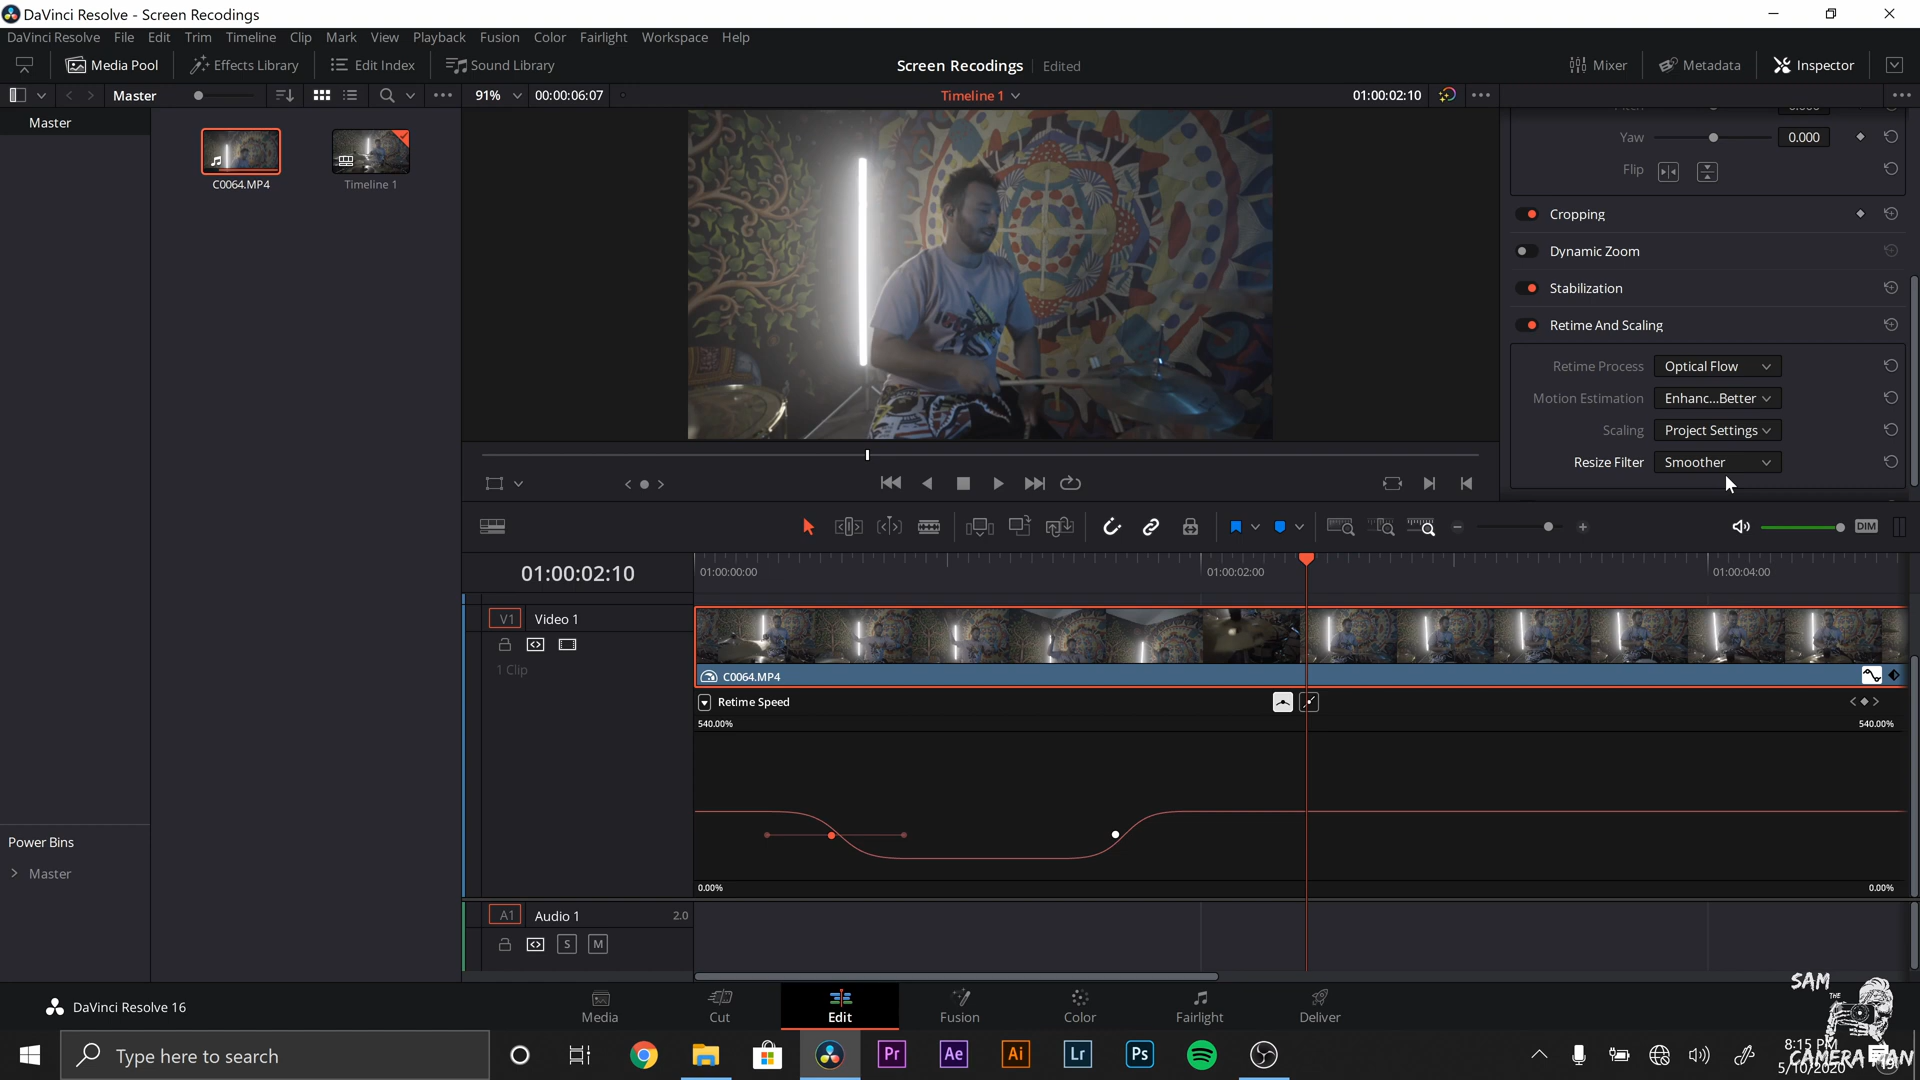 DaVinci Resolve - Screen Recodings
DaVinci Resolve File Edit Trim Timeline Clip Mark View Playback Fusion Color Fairlight Workspace Help
Media Pool Effects Library Edit Index Sound Library Screen Recodings Edited Mixer Metadata Inspector
Master 91% 00:00:06:07 Timeline 1 01:00:02:10
Master
C0064.MP4 Timeline 1
Yaw 0.000
Flip
Cropping
Dynamic Zoom
Stabilization
Retime And Scaling
Retime Process Optical Flow
Motion Estimation Enhanc...Better
Scaling Project Settings
Resize Filter Smoother
DIM
01:00:02:10 01:00:00:00 01:00:02:00 01:00:04:00
V1 Video 1
1 Clip
C0064.MP4
Retime Speed
540.00% 540.00%
0.00% 0.00%
Power Bins
Master
A1 Audio 1 2.0
S M
DaVinci Resolve 16
Media Cut Edit Fusion Color Fairlight Deliver
SAM
THE
CAMERA MAN
Type here to search
Pr Ae Ai Lr Ps
8:15 PM
5/10/2020